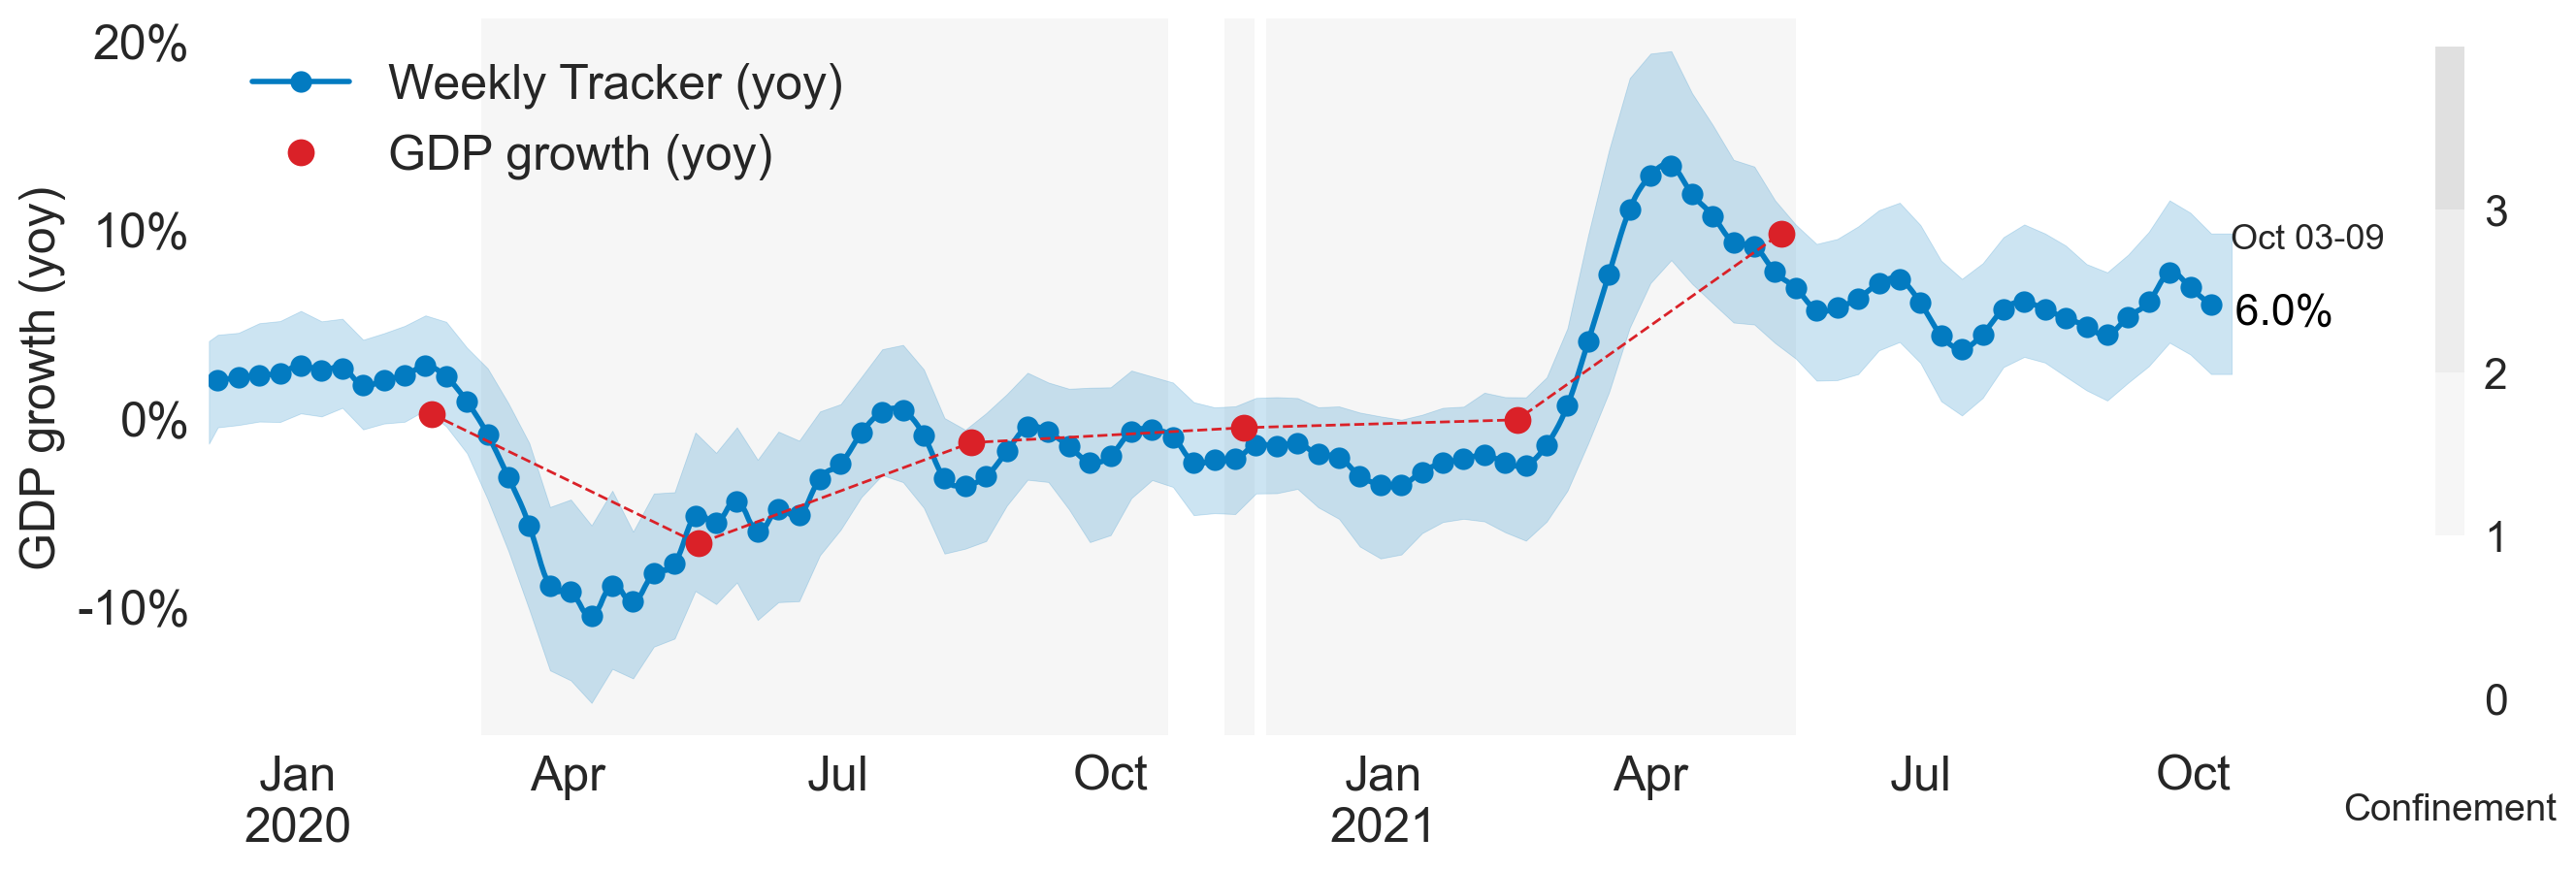 20%
10%
0%
-10%
GDP growth (yoy)
Weekly Tracker (yoy)
GDP growth (yoy)
Oct 03-09
6.0%
3
2
1
0
Confinement
Jan Apr Jul Oct Jan Apr Jul Oct
2020 2021